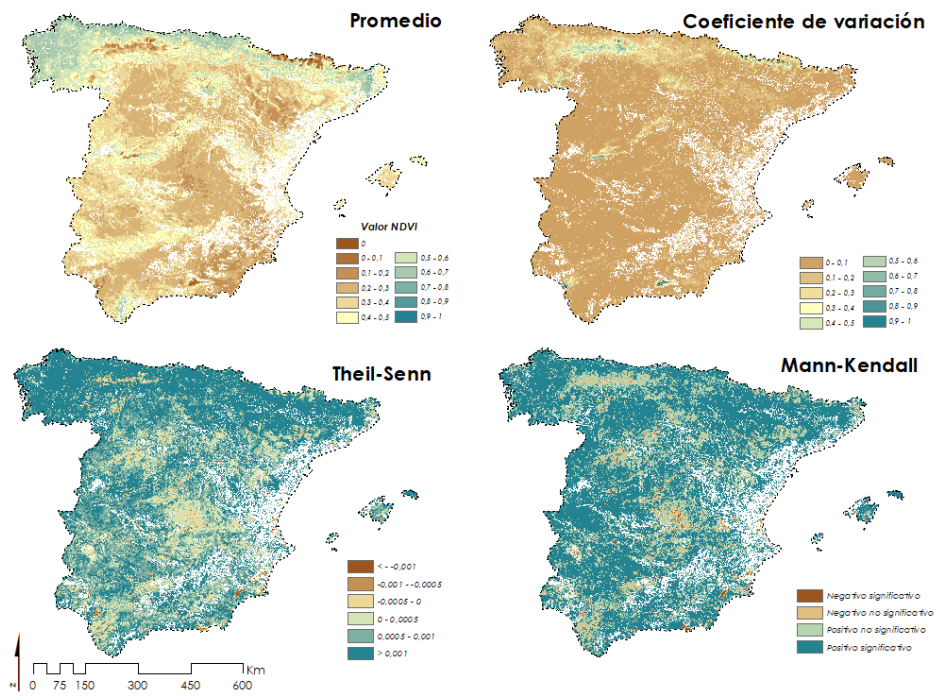 Promedio
Coeficiente de variación
Valor NDVI
0
0 - 0,1
0,1 - 0,2
0,2 - 0,3
0,3 - 0,4
0,4 - 0,5
0,5 - 0,6
0,6 - 0,7
0,7 - 0,8
0,8 - 0,9
0,9 - 1
0 - 0,1
0,1 - 0,2
0,2 - 0,3
0,3 - 0,4
0,4 - 0,5
0,5 - 0,6
0,6 - 0,7
0,7 - 0,8
0,8 - 0,9
0,9 - 1
Theil-Senn
Mann-Kendall
< - -0,001
-0,001 - -0,0005
-0,0005 - 0
0 - 0,0005
0,0005 - 0,001
> 0,001
Negativo significativo
Negativo no significativo
Positivo no significativo
Positivo significativo
N
0 75 150 300 450 600 Km